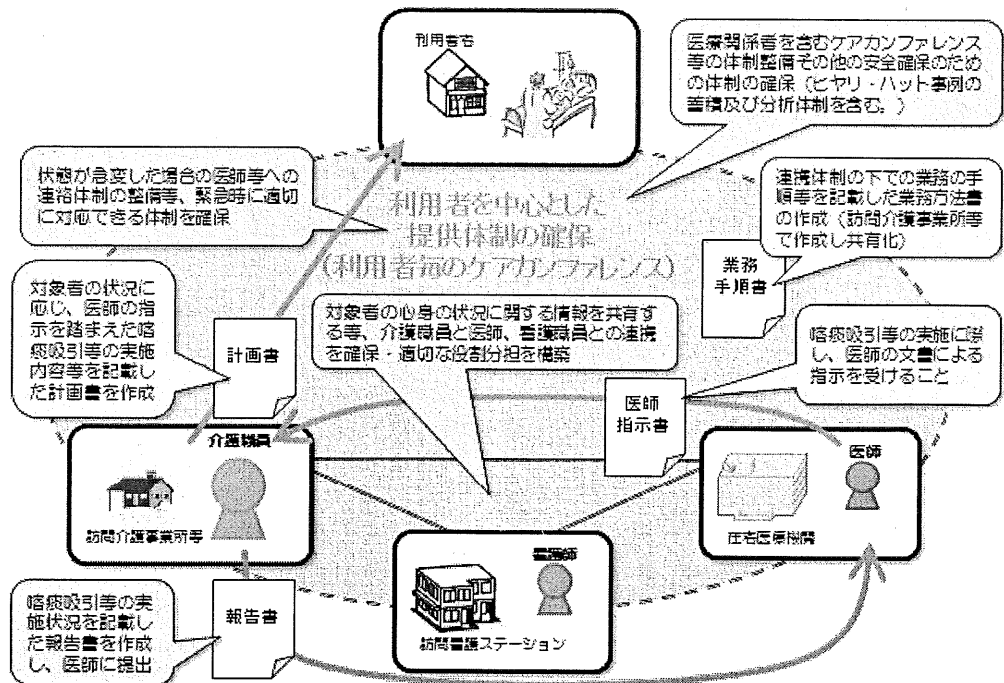 利用者宅
医療関係者を含むケアカンファレンス
等の体制整備その他の安全確保のため
の体制の確保（ヒヤリ・ハット事例の
蓄積及び分析体制を含む。）
状態が急変した場合の医師等への
連絡体制の整備等、緊急時に適切
に対応できる体制を確保
利用者を中心とした
提供体制の確保
（利用者毎のケアカンファレンス）
連携体制の下での業務の手
順等を記載した業務方法書
の作成（訪問介護事業所等
で作成し共有化）
業務
手順書
対象者の状況に
応じ、医師の指
示を踏まえた喀
痰吸引等の実施
内容等を記載し
た計画書を作成
計画書
対象者の心身の状況に関する情報を共有す
る等、介護職員と医師、看護職員との連携
を確保・適切な役割分担を構築
喀痰吸引等の実施に際
し、医師の文書による
指示を受けること
医師
指示書
介護職員
訪問介護事業所等
医師
在宅医療機関
看護師
訪問看護ステーション
喀痰吸引等の実
施状況を記載し
た報告書を作成
し、医師に提出
報告書